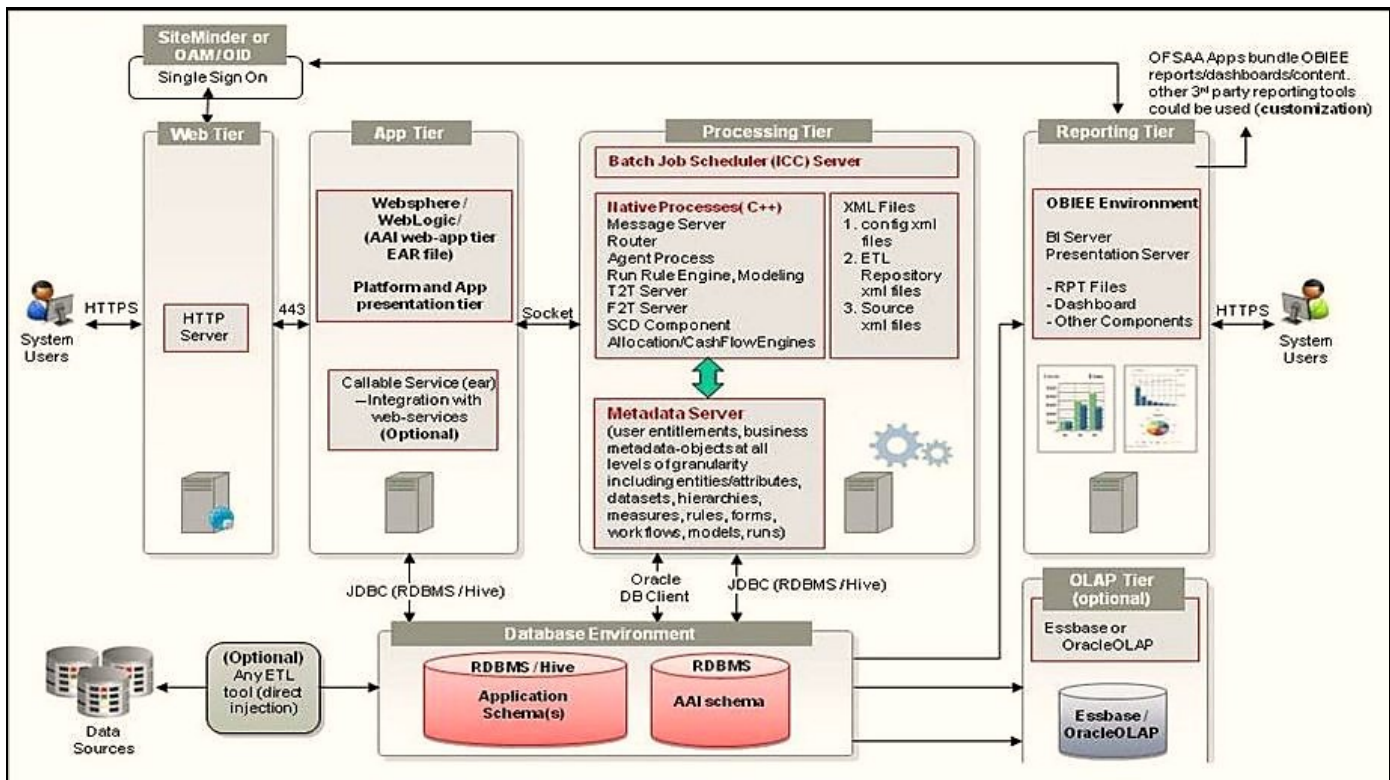 SiteMinder or
OAM/OID
Single Sign On
OFSAA Apps bundle OBIEE
reports/dashboards/content.
other 3rd party reporting tools
could be used (customization)
Web Tier
HTTP
Server
App Tier
Websphere /
WebLogic/
(AAI web-app tier
EAR file)
Platform and App
presentation tier
Callable Service (ear)
–Integration with
web-services
(Optional)
Processing Tier
Batch Job Scheduler (ICC) Server
Native Processes( C++)
Message Server
Router
Agent Process
Run Rule Engine, Modeling
T2T Server
F2T Server
SCD Component
Allocation/CashFlowEngines
XML Files
1. config xml
files
2. ETL
Repository
xml files
3. Source
xml files
Metadata Server
(user entitlements, business
metadata-objects at all
levels of granularity
including entities/attributes,
datasets, hierarchies,
measures, rules, forms,
workflows, models, runs)
Reporting Tier
OBIEE Environment
BI Server
Presentation Server
- RPT Files
- Dashboard
- Other Components
System
Users
HTTPS
443
Socket
HTTPS
System
Users
JDBC (RDBMS / Hive)
Oracle
DB Client
JDBC (RDBMS / Hive)
OLAP Tier
(optional)
Essbase or
OracleOLAP
Essbase /
OracleOLAP
Database Environment
RDBMS / Hive
Application
Schema(s)
RDBMS
AAI schema
(Optional)
Any ETL
tool (direct
injection)
Data
Sources